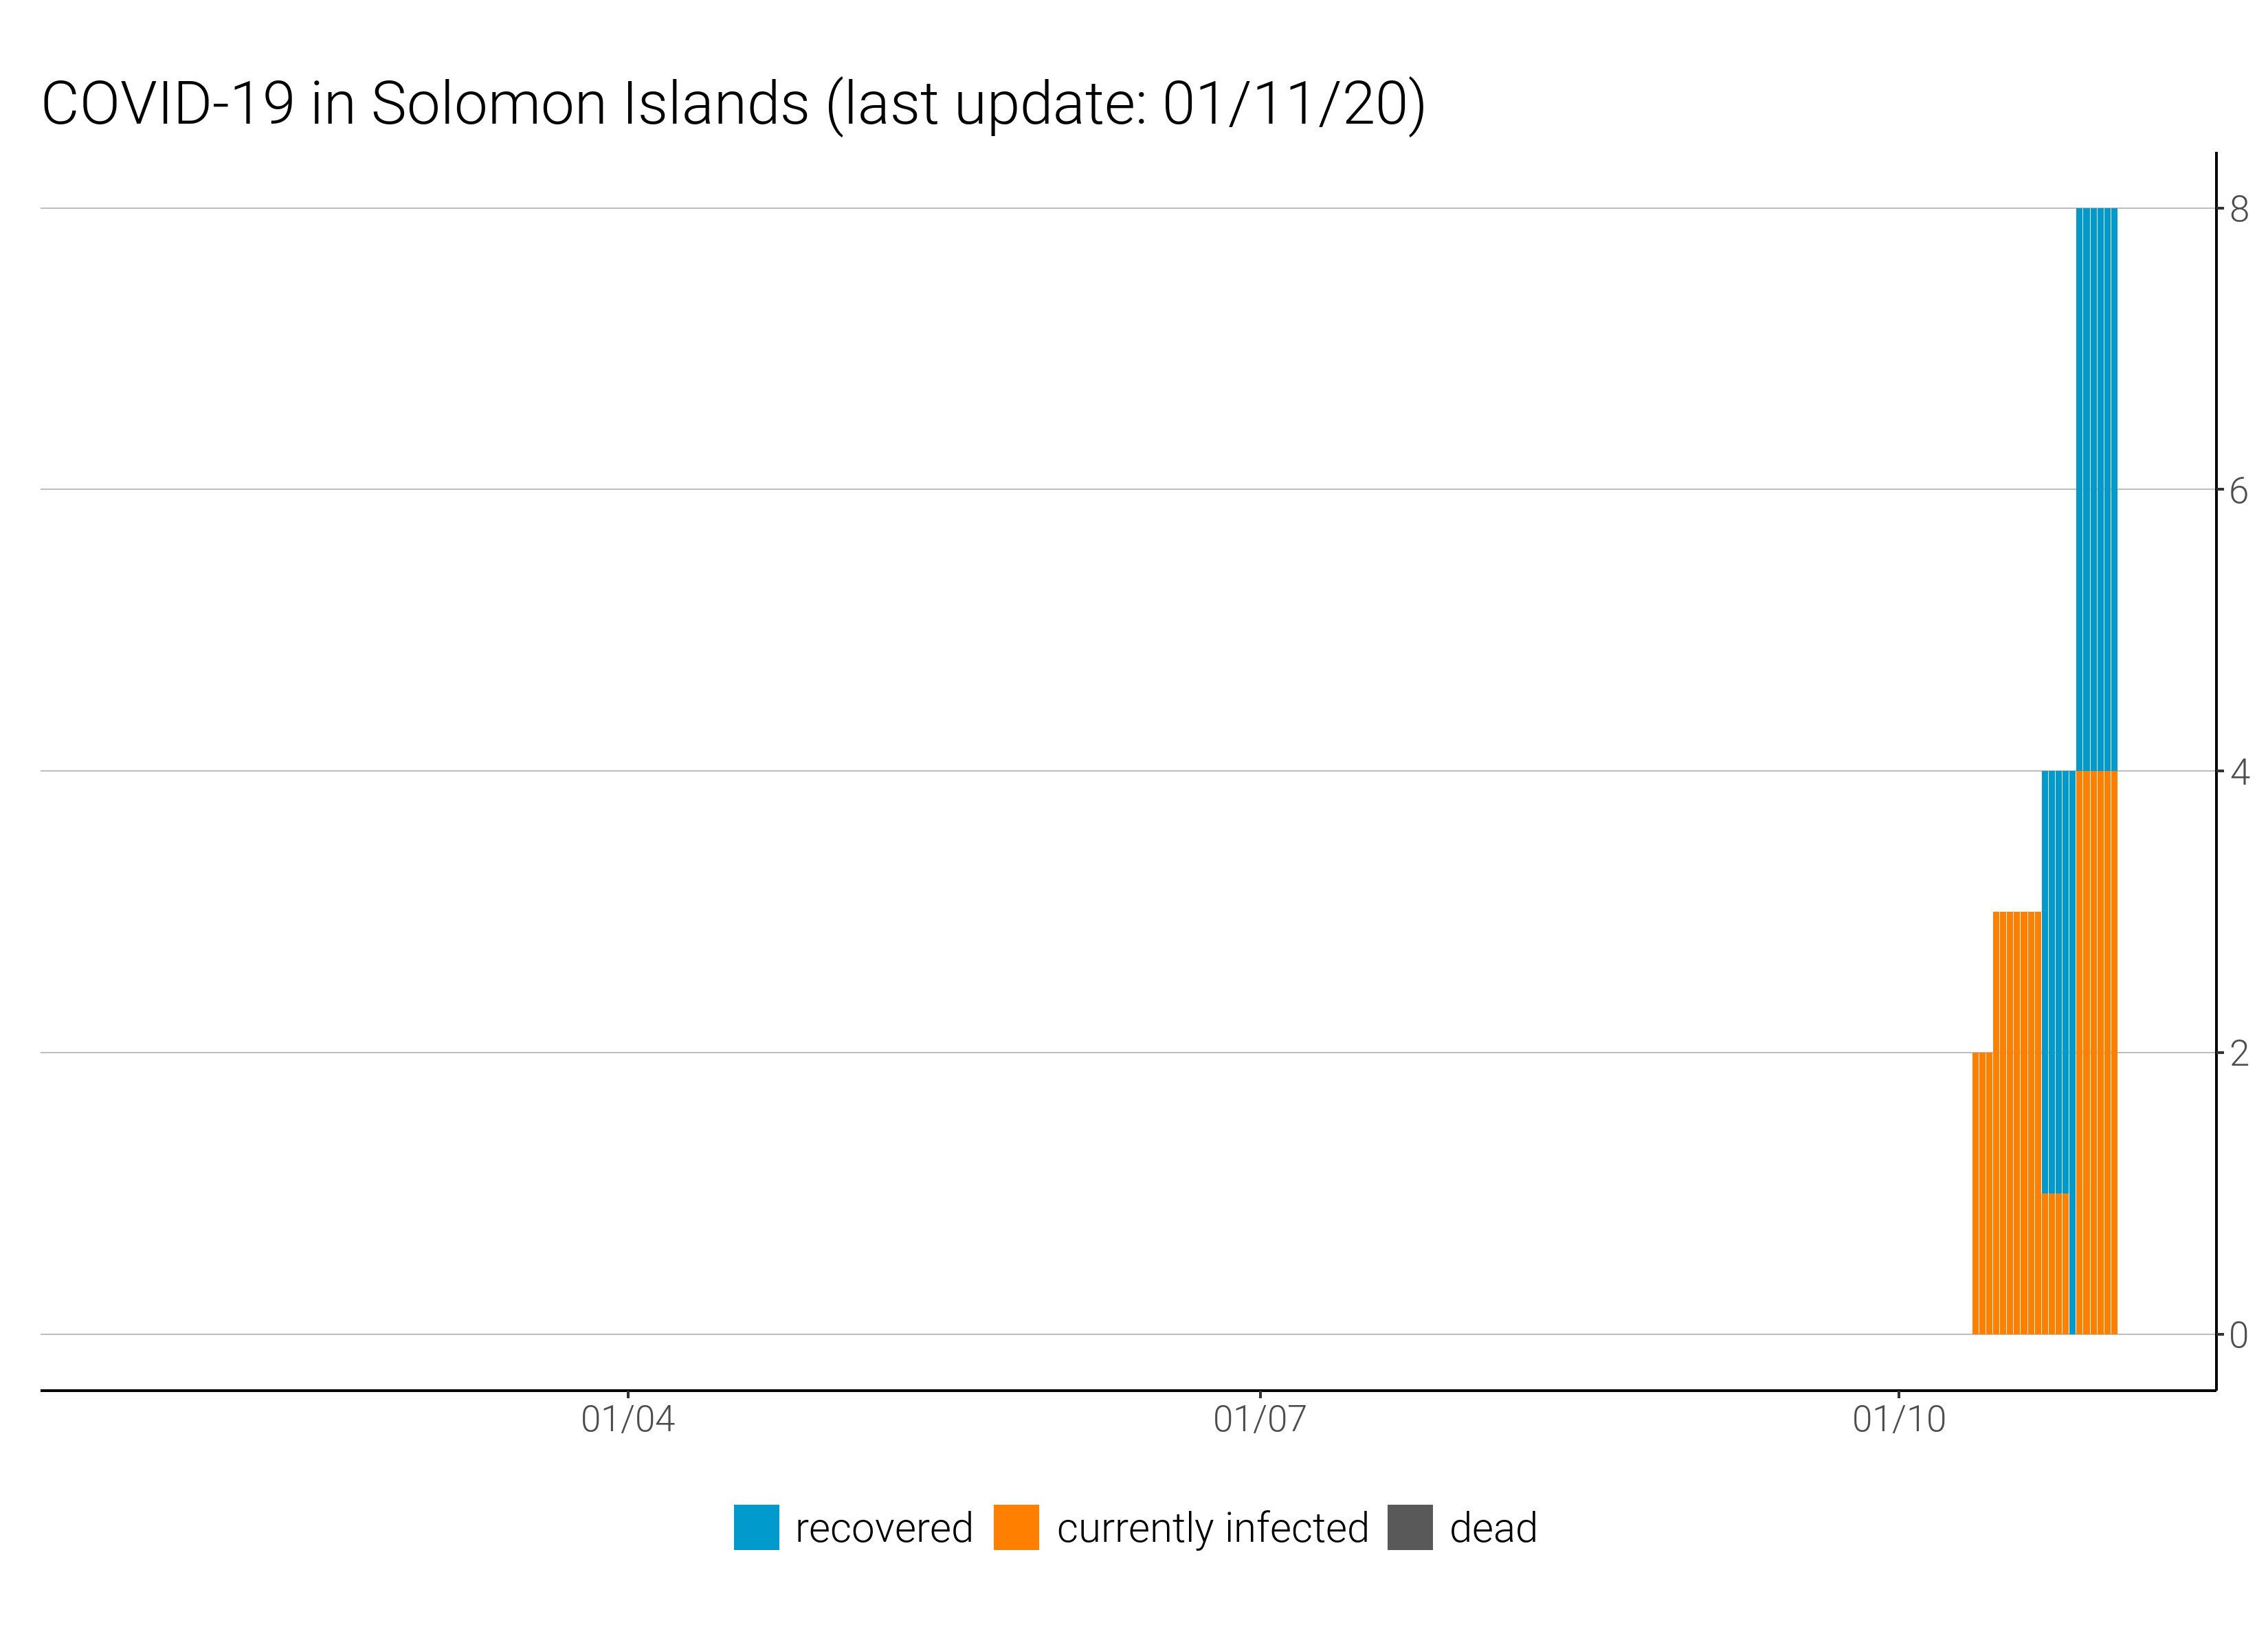 COVID-19 in Solomon Islands (last update: 01/11/20)
8
6
4
2
0
01/04 01/07 01/10
recovered currently infected dead